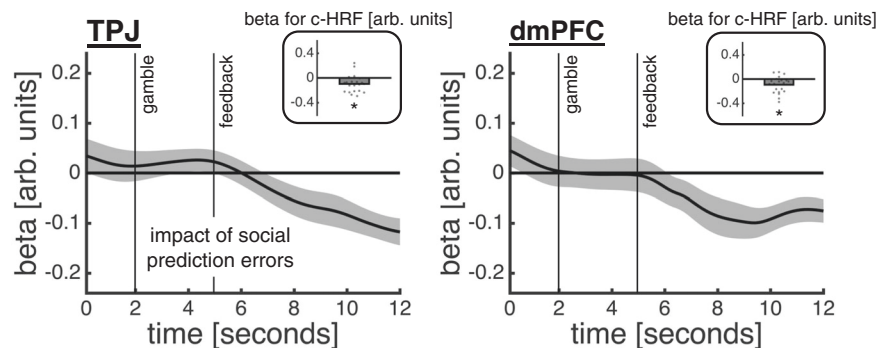 TPJ
beta for c-HRF [arb. units]
0.4
0
-0.4
*
gamble
feedback
0.2
0.1
0
-0.1
-0.2
beta [arb. units]
impact of social
prediction errors
0 2 4 6 8 10 12
time [seconds]
dmPFC
beta for c-HRF [arb. units]
0.4
0
-0.4
*
gamble
feedback
0.2
0.1
0
-0.1
-0.2
beta [arb. units]
0 2 4 6 8 10 12
time [seconds]